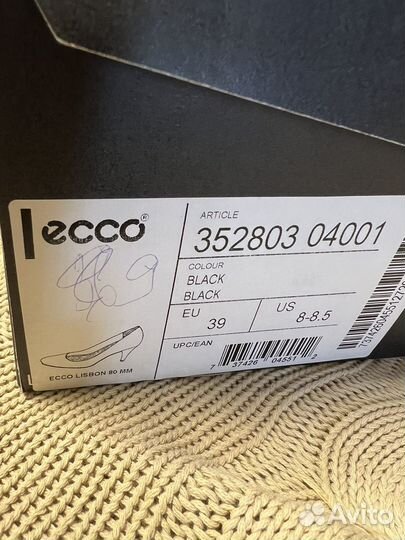 ecco®
ARTICLE
352803 04001
COLOUR
BLACK
BLACK
EU
39
US
8-8.5
UPC/EAN
7 37426 04551 2
ECCO LISBON 80 MM
Avito